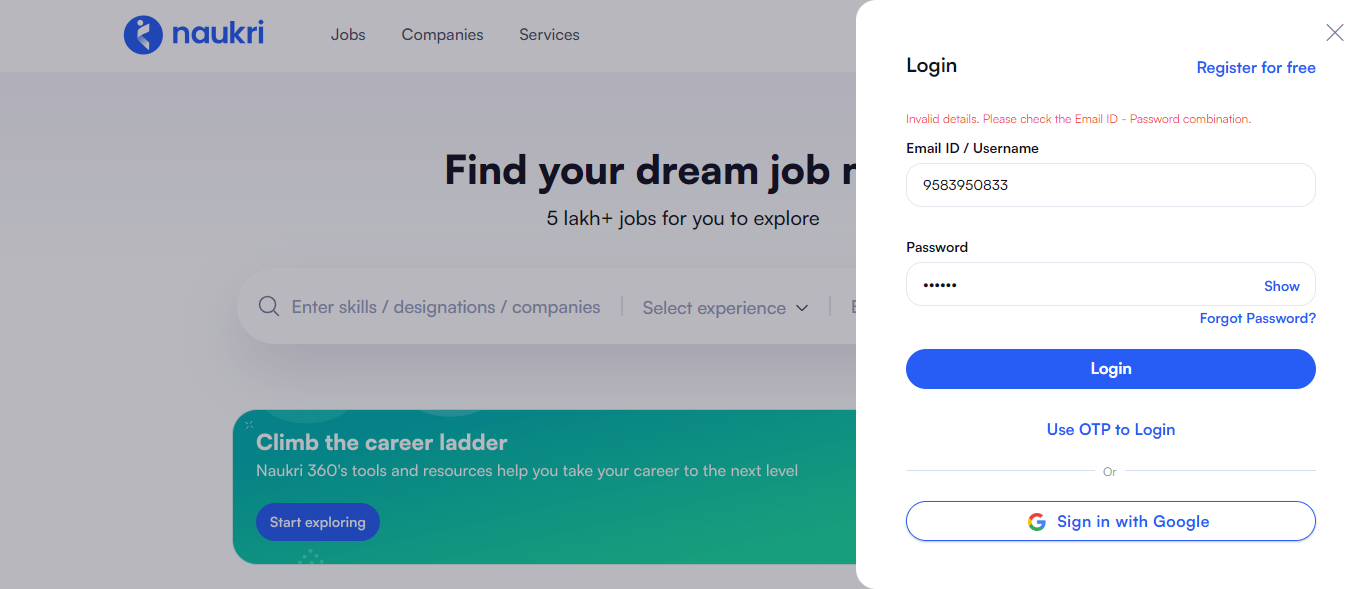 naukri
Jobs Companies Services
Find your dream job
5 lakh+ jobs for you to explore
Enter skills / designations / companies
Select experience
Climb the career ladder
Naukri 360's tools and resources help you take your career to the next level
Start exploring
Login
Register for free
Invalid details. Please check the Email ID - Password combination.
Email ID / Username
9583950833
Password
••••••
Show
Forgot Password?
Login
Use OTP to Login
Or
Sign in with Google